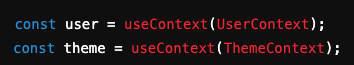 const user = useContext(UserContext);
const theme = useContext(ThemeContext);